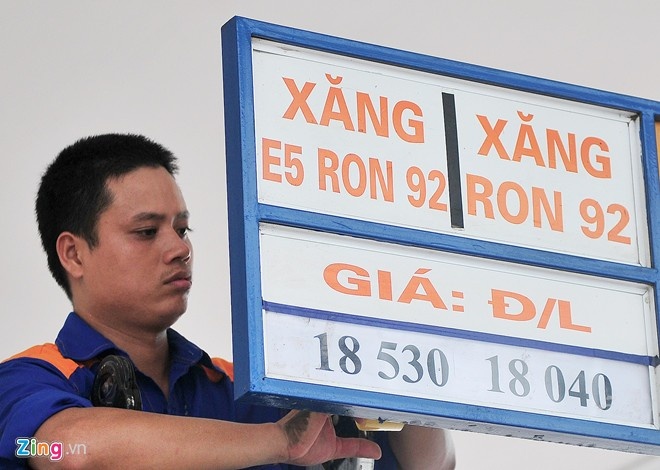 XĂNG
E5 RON 92
XĂNG
RON 92
GIÁ: Đ/L
18 530 18 040
Zing.vn